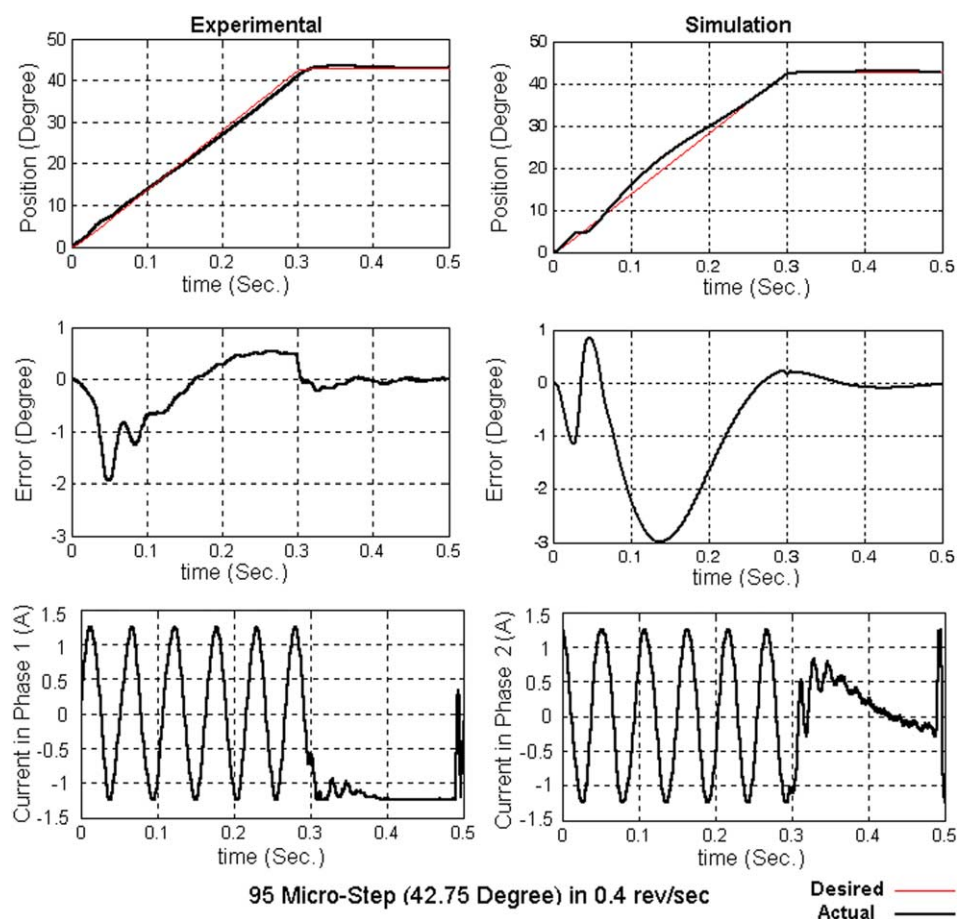 Experimental
Position (Degree)
50
40
30
20
10
0
0 0.1 0.2 0.3 0.4 0.5
time (Sec.)
Simulation
Position (Degree)
50
40
30
20
10
0
0 0.1 0.2 0.3 0.4 0.5
time (Sec.)
Error (Degree)
1
0
-1
-2
-3
0 0.1 0.2 0.3 0.4 0.5
time (Sec.)
Error (Degree)
1
0
-1
-2
-3
0 0.1 0.2 0.3 0.4 0.5
time (Sec.)
Current in Phase 1 (A)
1.5
1
0.5
0
-0.5
-1
-1.5
0 0.1 0.2 0.3 0.4 0.5
time (Sec.)
Current in Phase 2 (A)
1.5
1
0.5
0
-0.5
-1
-1.5
0 0.1 0.2 0.3 0.4 0.5
time (Sec.)
95 Micro-Step (42.75 Degree) in 0.4 rev/sec
Desired
Actual